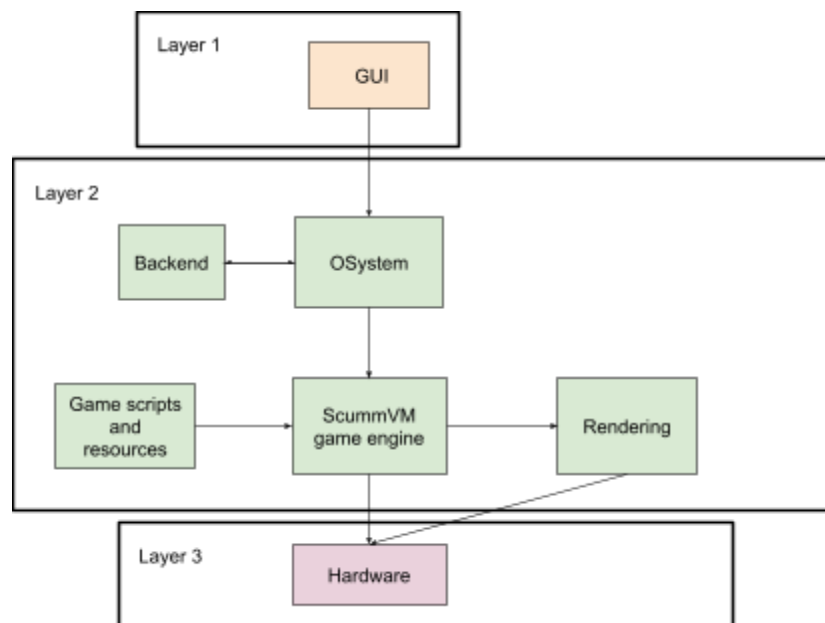 Layer 1
GUI
Layer 2
Backend
OSystem
Game scripts
and
resources
ScummVM
game engine
Rendering
Layer 3
Hardware